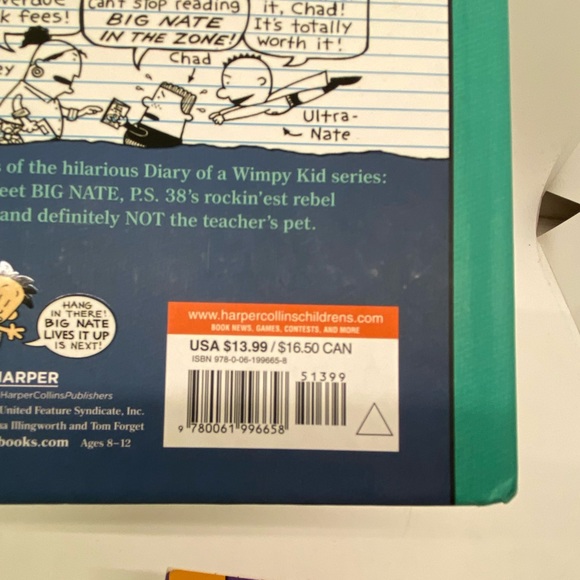 k fees!
can't stop reading
BIG NATE
IN THE ZONE!
it, Chad!
It's totally
worth it!
Chad
Ultra-
Nate
s of the hilarious Diary of a Wimpy Kid series:
eet BIG NATE, P.S. 38's rockin'est rebel
and definitely NOT the teacher's pet.
HANG
IN THERE!
BIG NATE
LIVES IT UP
IS NEXT!
www.harpercollinschildrens.com
BOOK NEWS, GAMES, CONTESTS, AND MORE
USA $13.99 / $16.50 CAN
ISBN 978-0-06-199665-8
51399
9 780061 996658
HARPER
HarperCollinsPublishers
United Feature Syndicate, Inc.
sa Illingworth and Tom Forget
books.com Ages 8–12